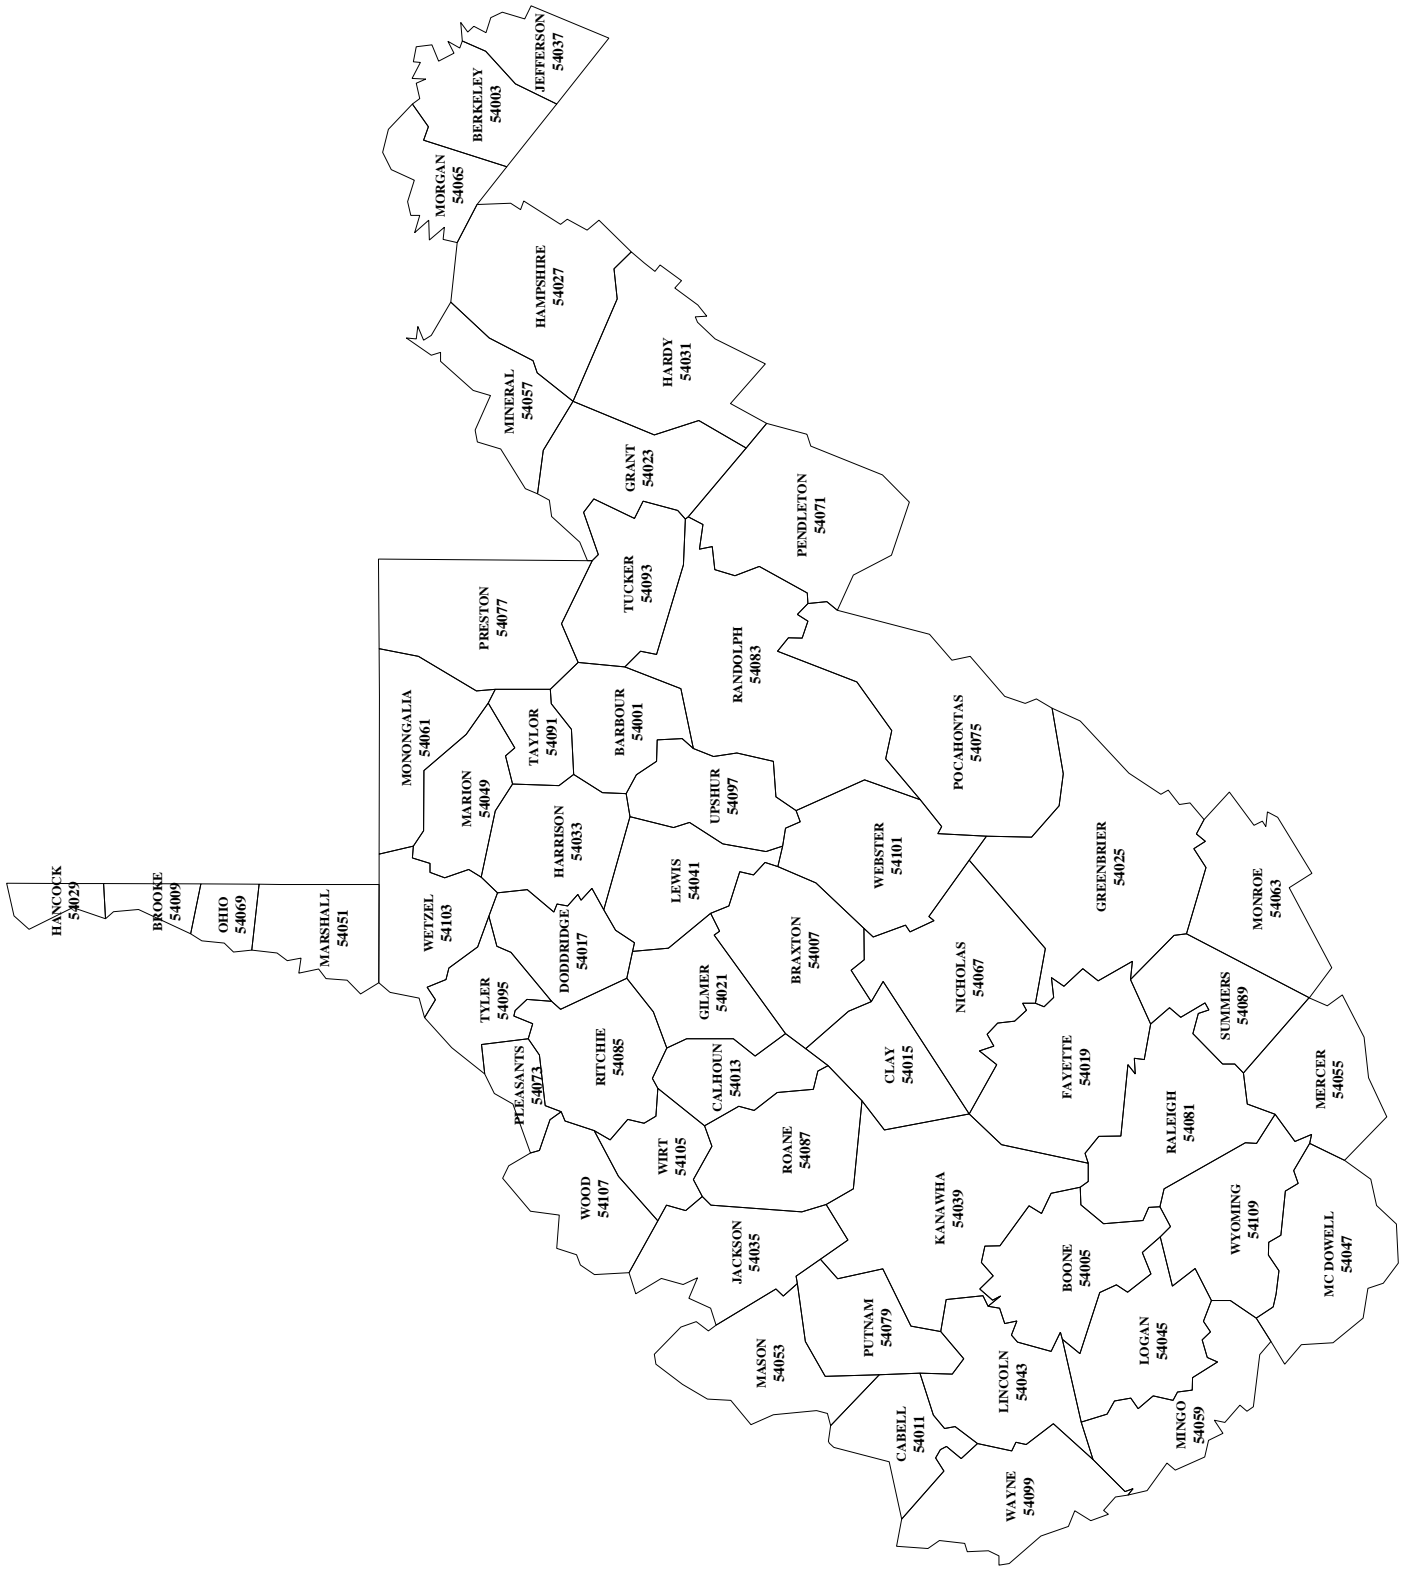 HANCOCK
54029
BROOKE
54009
OHIO
54069
MARSHALL
54051
WETZEL
54103
MONONGALIA
54061
MARION
54049
PRESTON
54077
TAYLOR
54091
HARRISON
54033
BARBOUR
54001
TUCKER
54093
MORGAN
54065
BERKELEY
54003
JEFFERSON
54037
HAMPSHIRE
54027
MINERAL
54057
HARDY
54031
GRANT
54023
PENDLETON
54071
RANDOLPH
54083
UPSHUR
54097
LEWIS
54041
DODDRIDGE
54017
TYLER
54095
PLEASANTS
54073
RITCHIE
54085
GILMER
54021
CALHOUN
54013
WIRT
54105
WOOD
54107
JACKSON
54035
ROANE
54087
BRAXTON
54007
WEBSTER
54101
POCAHONTAS
54075
GREENBRIER
54025
NICHOLAS
54067
CLAY
54015
KANAWHA
54039
PUTNAM
54079
MASON
54053
CABELL
54011
WAYNE
54099
LINCOLN
54043
BOONE
54005
LOGAN
54045
MINGO
54059
WYOMING
54109
MC DOWELL
54047
RALEIGH
54081
FAYETTE
54019
SUMMERS
54089
MONROE
54063
MERCER
54055